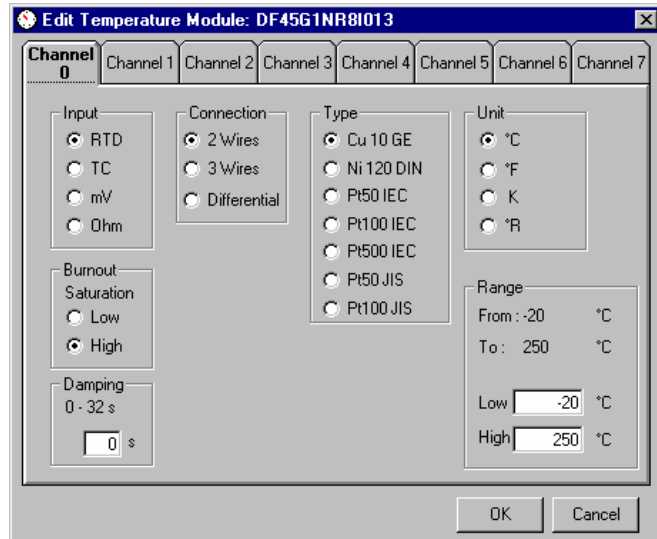 Edit Temperature Module: DF45G1NR8I013
Channel 0
Channel 1
Channel 2
Channel 3
Channel 4
Channel 5
Channel 6
Channel 7
Input
RTD
TC
mV
Ohm
Connection
2 Wires
3 Wires
Differential
Type
Cu 10 GE
Ni 120 DIN
Pt50 IEC
Pt100 IEC
Pt500 IEC
Pt50 JIS
Pt100 JIS
Unit
°C
°F
K
°R
Burnout
Saturation
Low
High
Damping
0 - 32 s
0 s
Range
From : -20 °C
To : 250 °C
Low -20 °C
High 250 °C
OK
Cancel